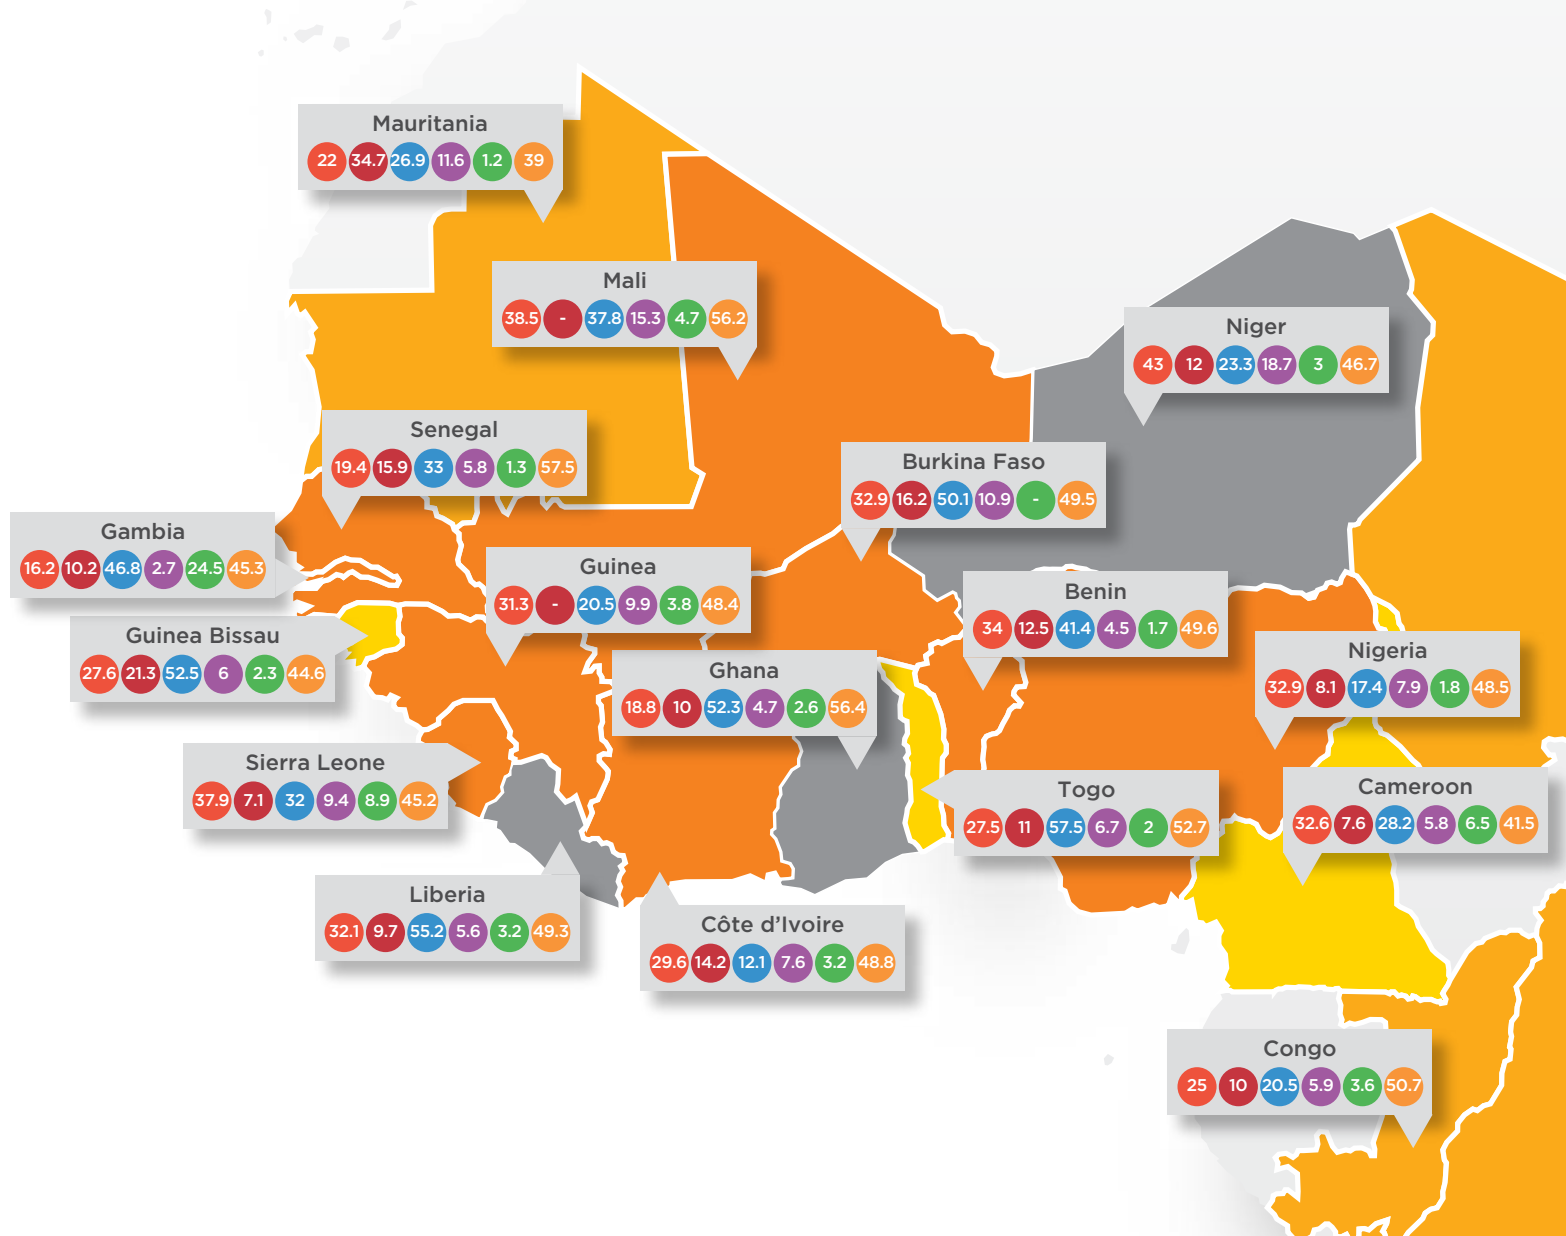 Mauritania
22 34.7 26.9 11.6 1.2 39
Mali
38.5 - 37.8 15.3 4.7 56.2
Niger
43 12 23.3 18.7 3 46.7
Senegal
19.4 15.9 33 5.8 1.3 57.5
Burkina Faso
32.9 16.2 50.1 10.9 - 49.5
Gambia
16.2 10.2 46.8 2.7 24.5 45.3
Guinea
31.3 - 20.5 9.9 3.8 48.4
Benin
34 12.5 41.4 4.5 1.7 49.6
Guinea Bissau
27.6 21.3 52.5 6 2.3 44.6
Nigeria
32.9 8.1 17.4 7.9 1.8 48.5
Ghana
18.8 10 52.3 4.7 2.6 56.4
Sierra Leone
37.9 7.1 32 9.4 8.9 45.2
Togo
27.5 11 57.5 6.7 2 52.7
Cameroon
32.6 7.6 28.2 5.8 6.5 41.5
Liberia
32.1 9.7 55.2 5.6 3.2 49.3
Côte d'Ivoire
29.6 14.2 12.1 7.6 3.2 48.8
Congo
25 10 20.5 5.9 3.6 50.7